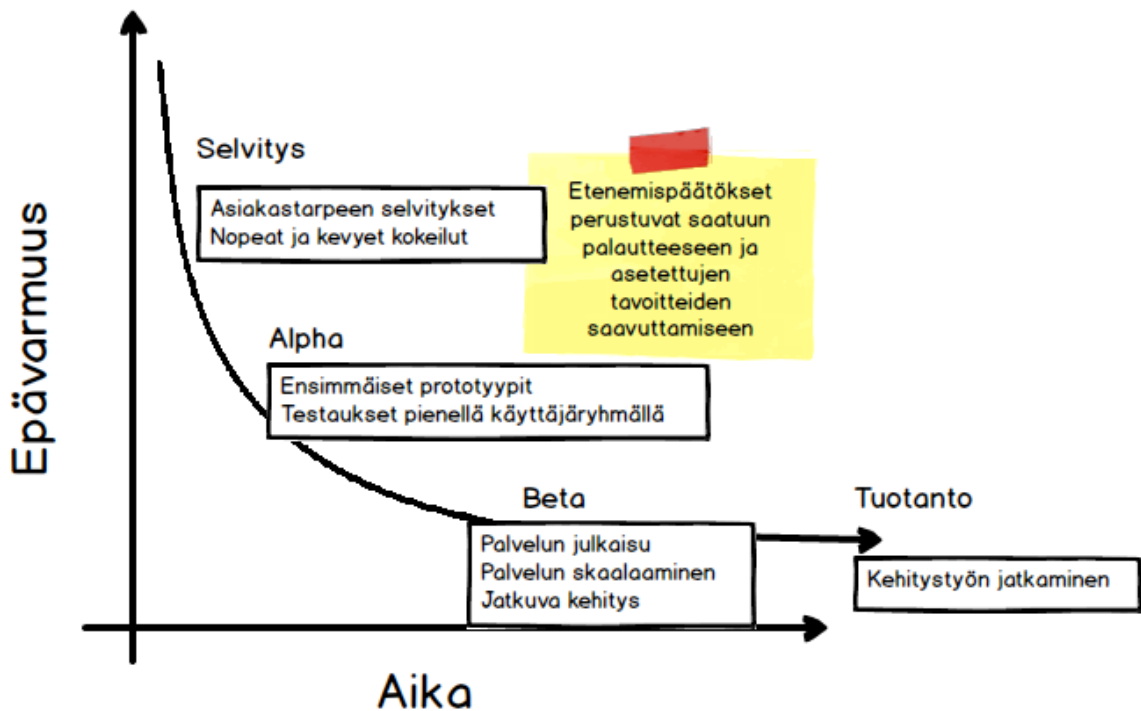 Epävarmuus
Selvitys
Asiakastarpeen selvitykset
Nopeat ja kevyet kokeilut
Etenemispäätökset
perustuvat saatuun
palautteeseen ja
asetettujen
tavoitteiden
saavuttamiseen
Alpha
Ensimmäiset prototyypit
Testaukset pienellä käyttäjäryhmällä
Beta
Palvelun julkaisu
Palvelun skaalaaminen
Jatkuva kehitys
Tuotanto
Kehitystyön jatkaminen
Aika